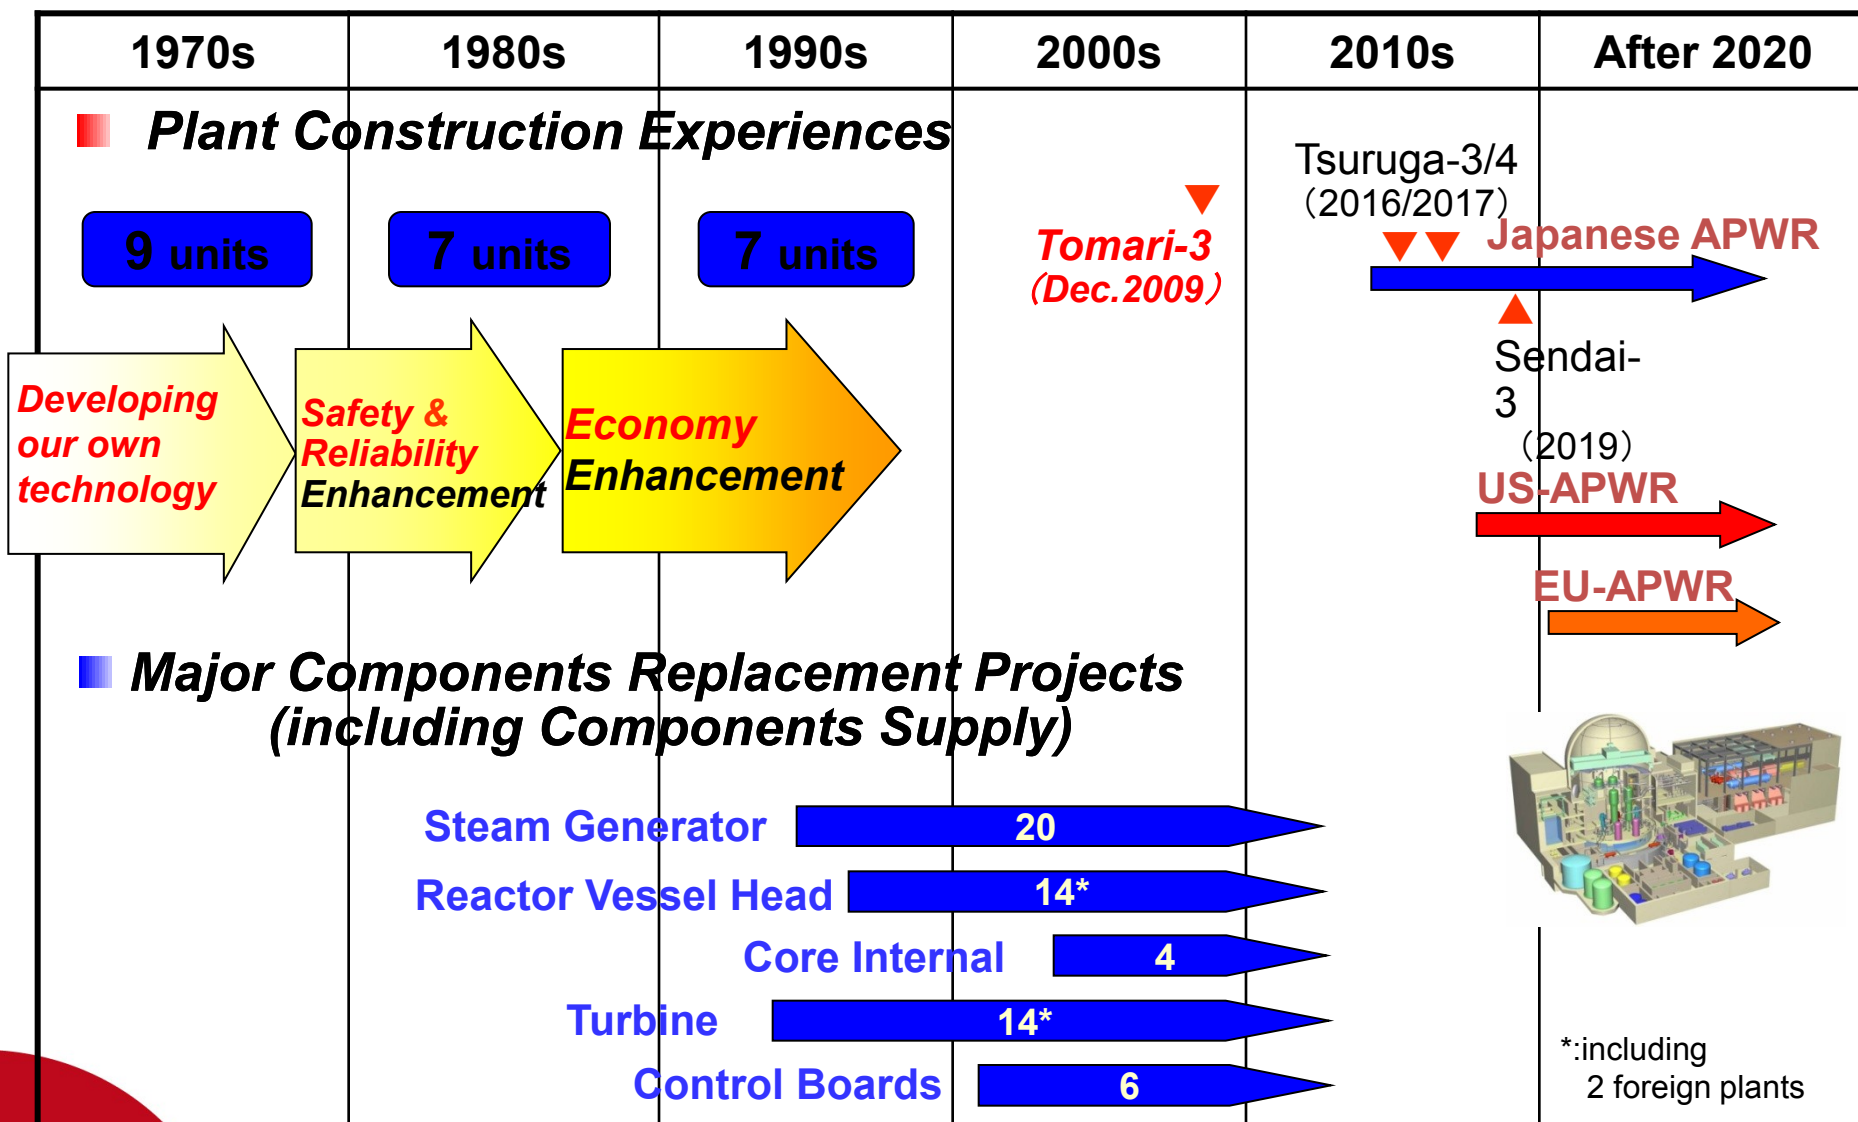 1970s 1980s 1990s 2000s 2010s After 2020
Plant Construction Experiences
9 units
7 units
7 units
Tomari-3
（Dec.2009）
Tsuruga-3/4
（2016/2017）
Japanese APWR
Sendai-
3
（2019）
Developing
our own
technology
Safety &
Reliability
Enhancement
Economy
Enhancement
US-APWR
EU-APWR
Major Components Replacement Projects
(including Components Supply)
Steam Generator 20
Reactor Vessel Head 14*
Core Internal 4
Turbine 14*
Control Boards 6
*:including
2 foreign plants